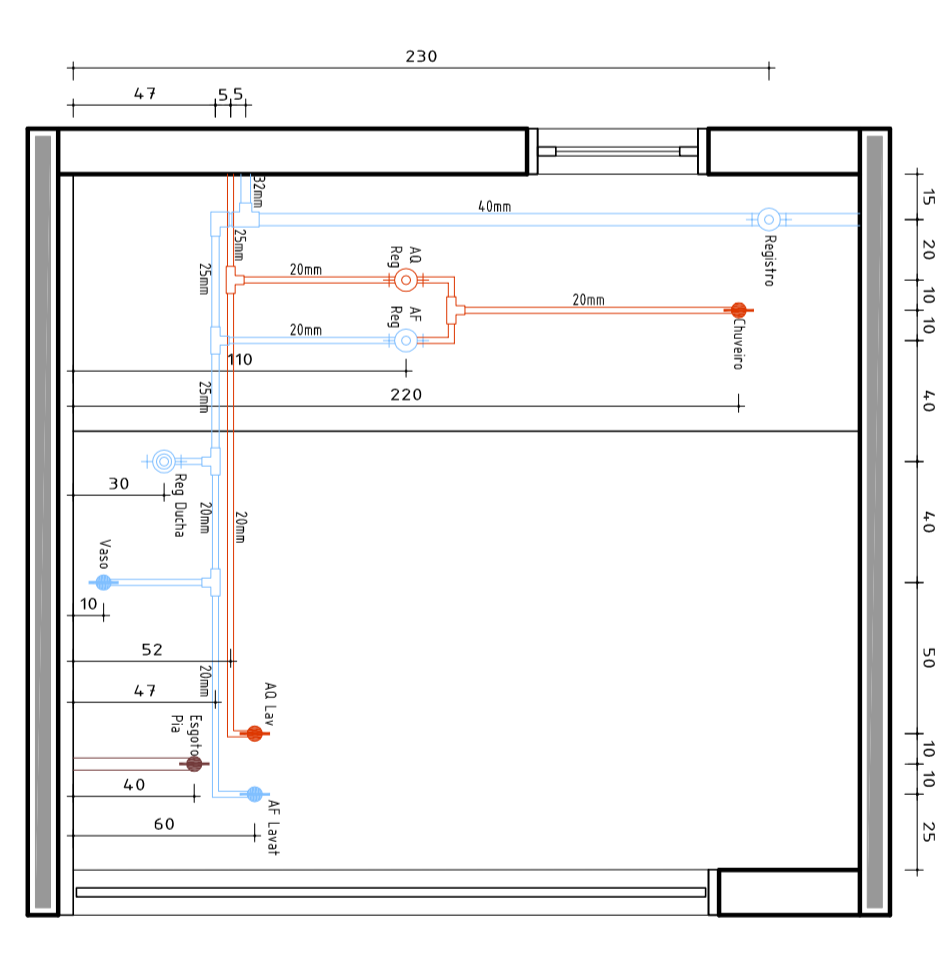 230
47
5
5
32mm
40mm
15
25mm
Registro
20
AQ
Reg
20mm
25mm
10
20mm
AF
Reg
20mm
10
Chuveiro
110
25mm
220
40
30
Reg Ducha
20mm
20mm
40
Vaso
10
52
20mm
50
47
AQ Lav
Esgoto
Pia
10
40
10
AF Lavat
60
25